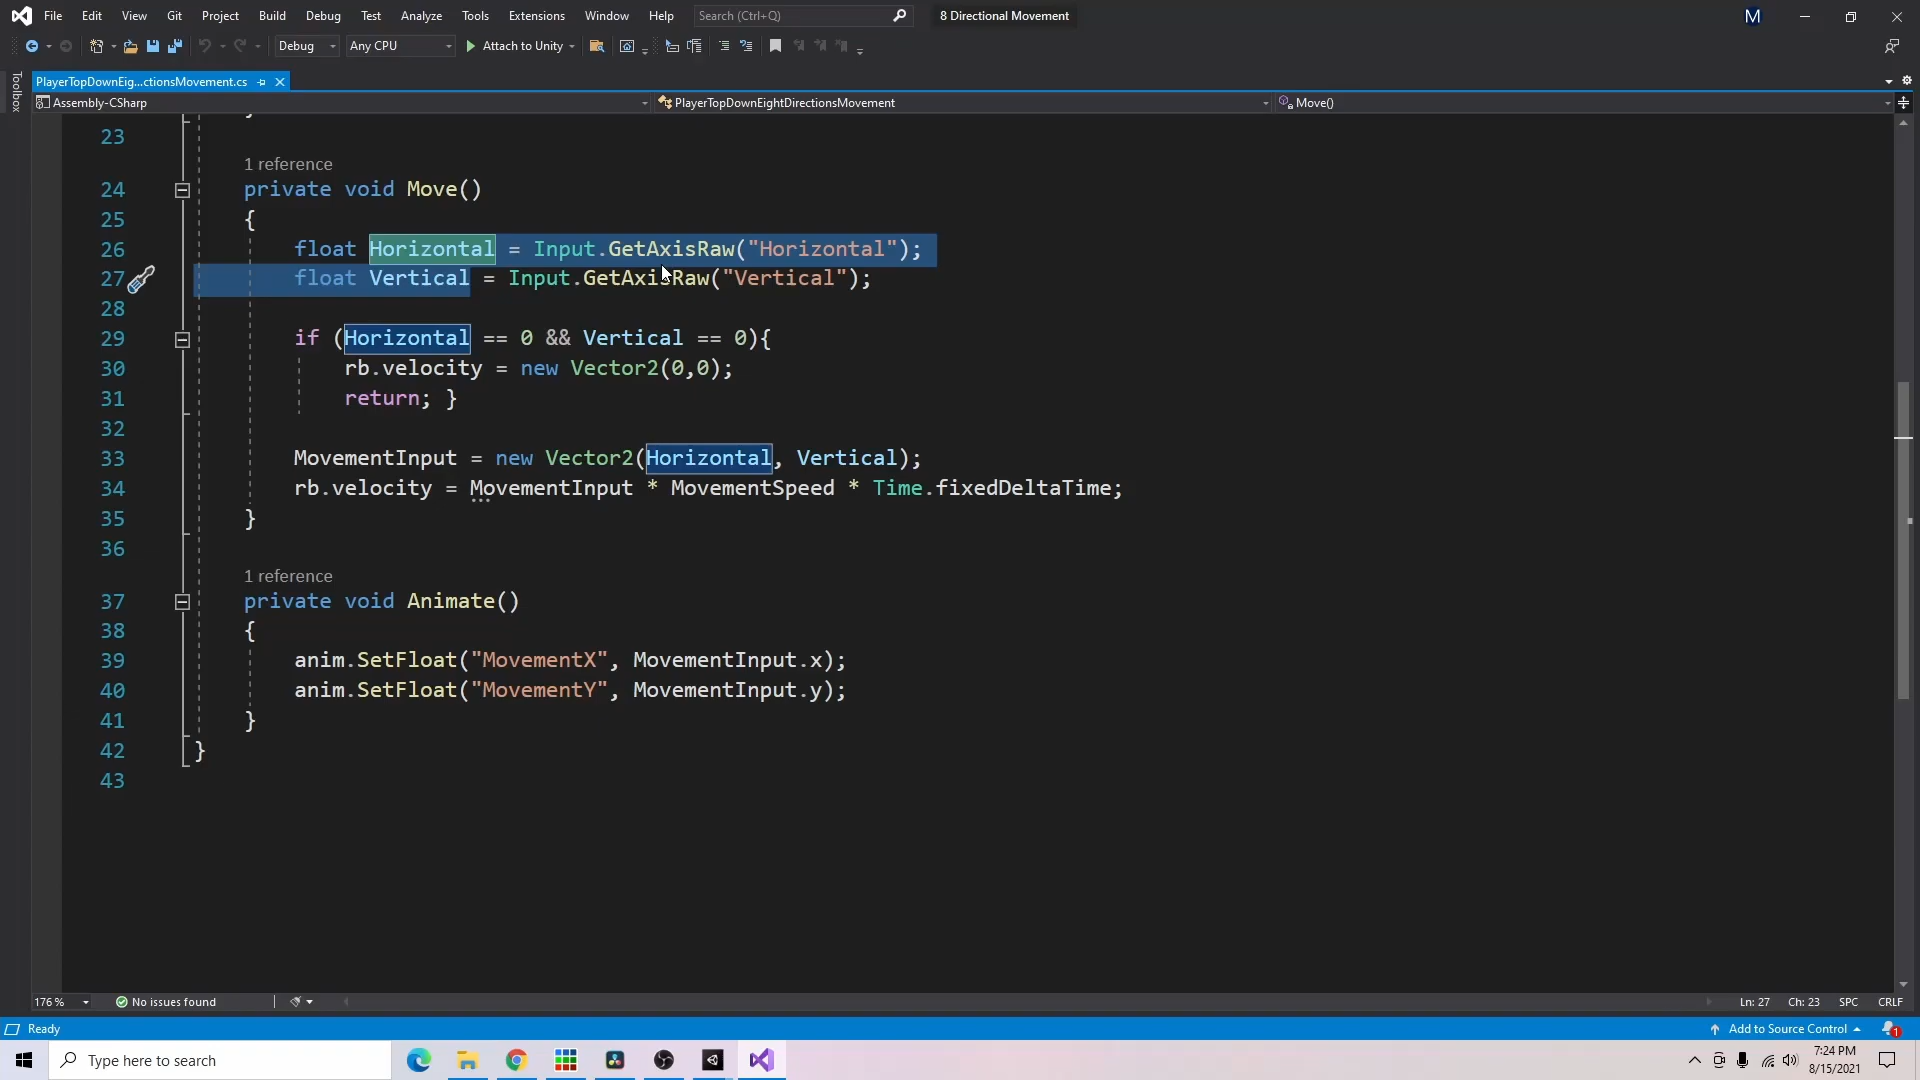 File Edit View Git Project Build Debug Test Analyze Tools Extensions Window Help Search (Ctrl+Q) 8 Directional Movement M
Debug Any CPU Attach to Unity
Toolbox
PlayerTopDownEig...ctionsMovement.cs
Assembly-CSharp PlayerTopDownEightDirectionsMovement Move()
}
23
1 reference
24 private void Move()
25 {
26 float Horizontal = Input.GetAxisRaw("Horizontal");
27 float Vertical = Input.GetAxisRaw("Vertical");
28
29 if (Horizontal == 0 && Vertical == 0){
30 rb.velocity = new Vector2(0,0);
31 return; }
32
33 MovementInput = new Vector2(Horizontal, Vertical);
34 rb.velocity = MovementInput * MovementSpeed * Time.fixedDeltaTime;
35 }
36
1 reference
37 private void Animate()
38 {
39 anim.SetFloat("MovementX", MovementInput.x);
40 anim.SetFloat("MovementY", MovementInput.y);
41 }
42 }
43
176 % No issues found Ln: 27 Ch: 23 SPC CRLF
Ready Add to Source Control 1
Type here to search 7:24 PM
8/15/2021